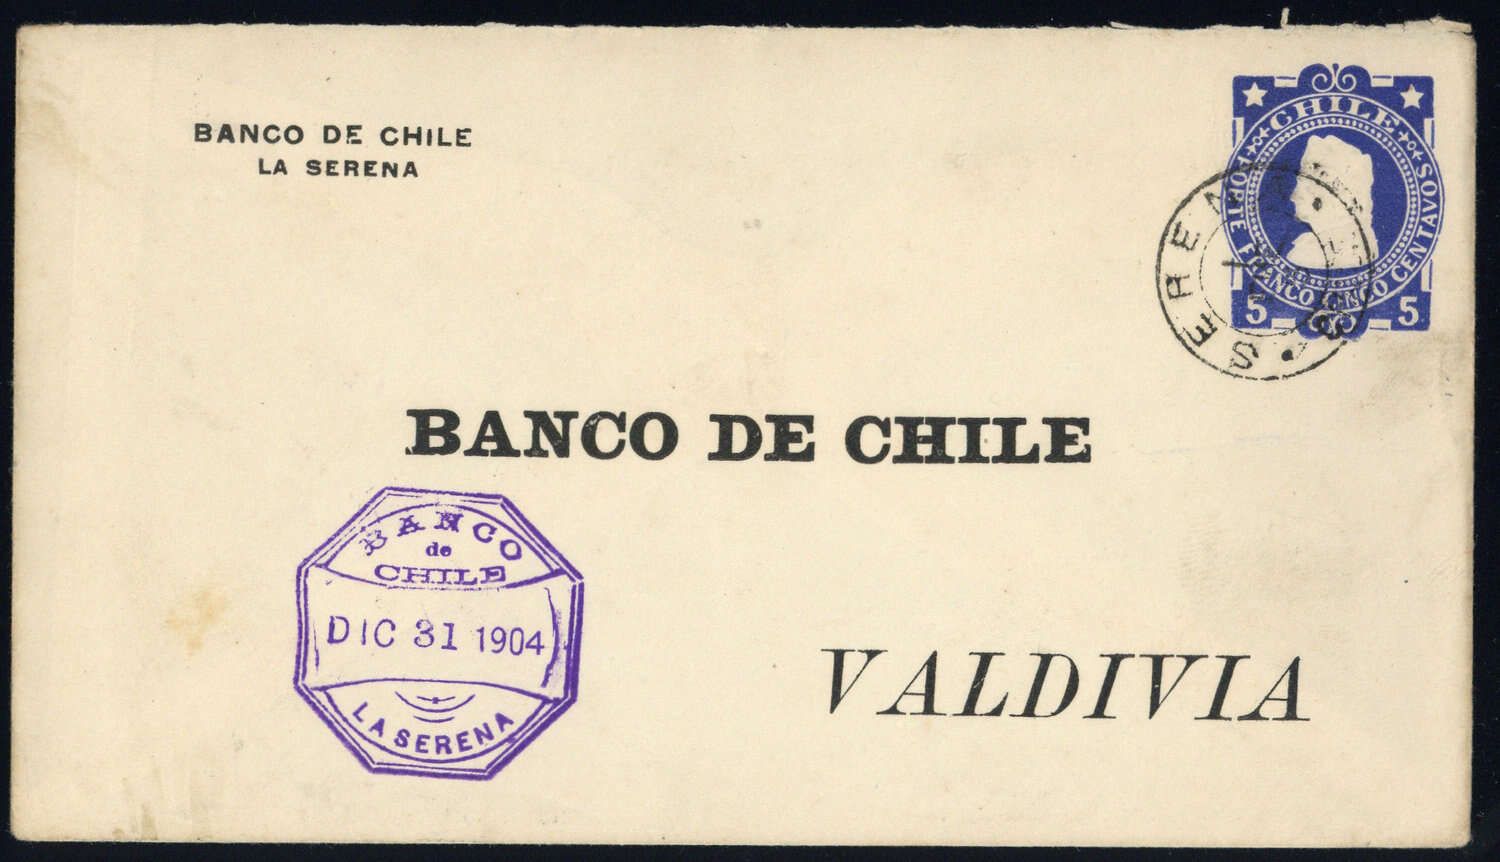 BANCO DE CHILE
LA SERENA
CHILE
PORTE FRANCO CINCO CENTAVOS
5 5
SERENA
BANCO DE CHILE
BANCO
de
CHILE
DIC 31 1904
LA SERENA
VALDIVIA